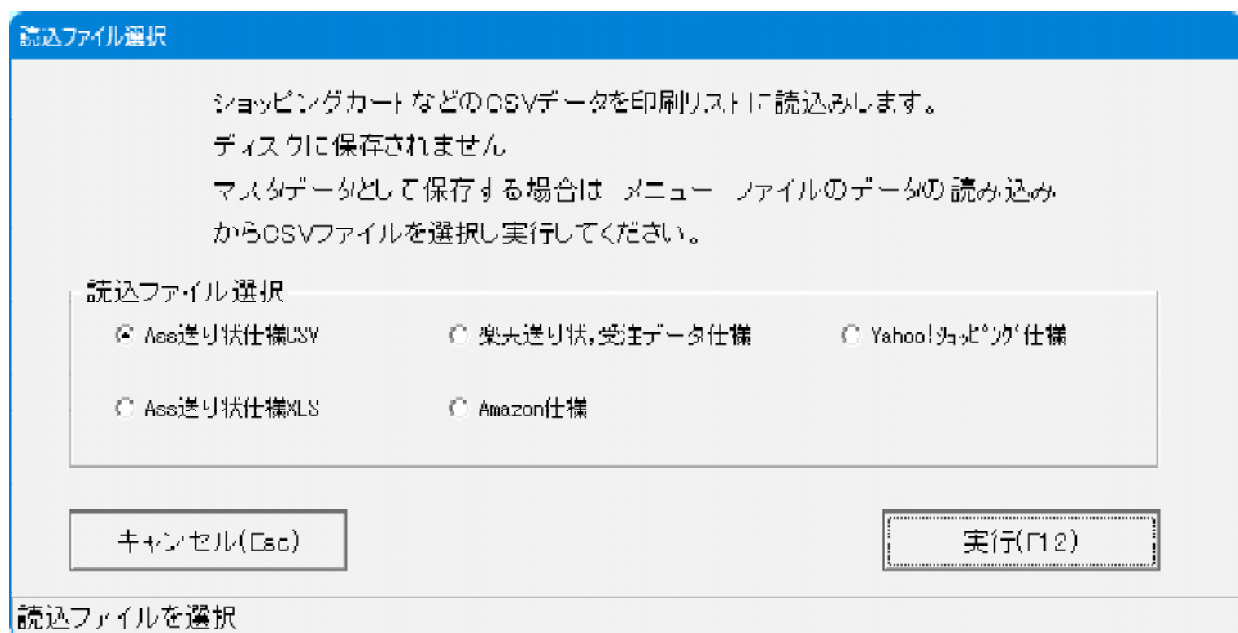 読込ファイル選択
ショッピングカートなどのCSVデータを印刷リストに読込みします。
ディスクに保存されません
マスタデータとして保存する場合は メニュー ファイルのデータの読み込み
からCSVファイルを選択し実行してください。
読込ファイル選択
Ass送り状仕様CSV 楽天送り状,受注データ仕様 Yahoo!ショッピング仕様
Ass送り状仕様XLS Amazon仕様
キャンセル(Esc) 実行(F12)
読込ファイルを選択